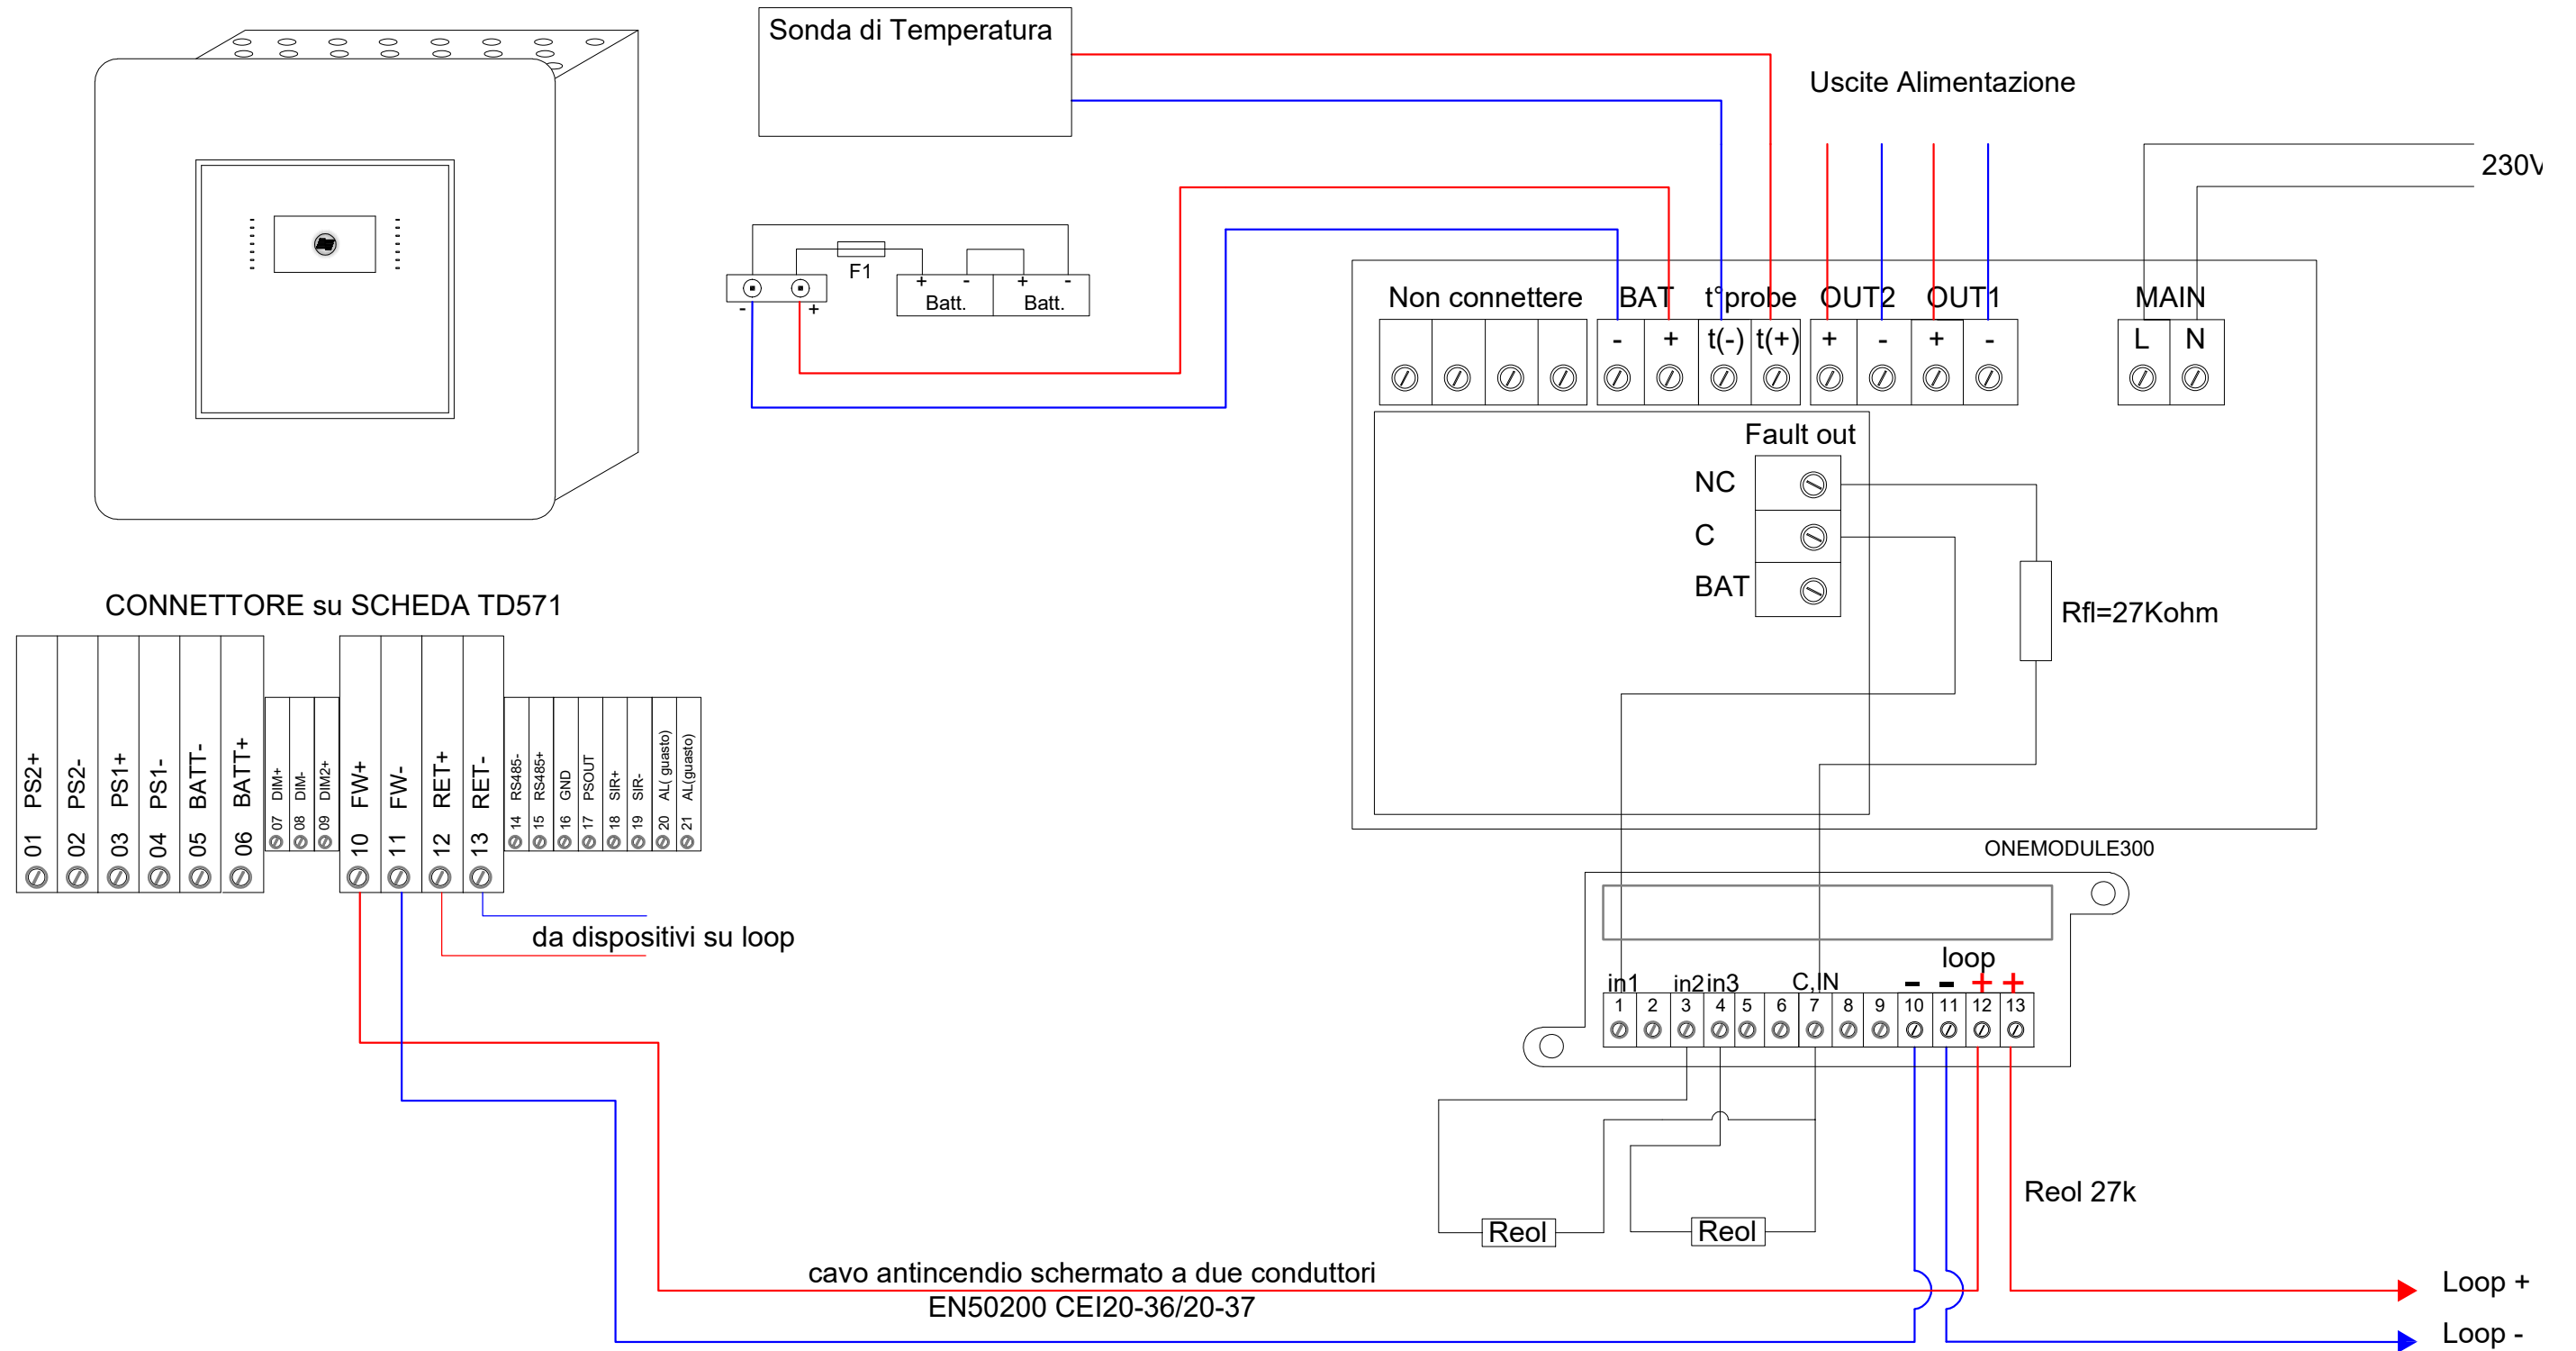 Sonda di Temperatura
Uscite Alimentazione
230V
F1
+ - + -
Batt. Batt.
- +
Non connettere BAT t°probe OUT2 OUT1 MAIN
- + t(-) t(+) + - + - L N
Fault out
NC
C
BAT
Rfl=27Kohm
CONNETTORE su SCHEDA TD571
01 PS2+
02 PS2-
03 PS1+
04 PS1-
05 BATT-
06 BATT+
07 DIM+
08 DIM-
09 DIM2+
10 FW+
11 FW-
12 RET+
13 RET-
14 RS485-
15 RS485+
16 GND
17 PSOUT
18 SIR+
19 SIR-
20 AL( guasto)
21 AL(guasto)
da dispositivi su loop
ONEMODULE300
loop
in1 in2 in3 C,IN - - + +
1 2 3 4 5 6 7 8 9 10 11 12 13
Reol 27k
Reol Reol
cavo antincendio schermato a due conduttori
EN50200 CEI20-36/20-37
Loop +
Loop -